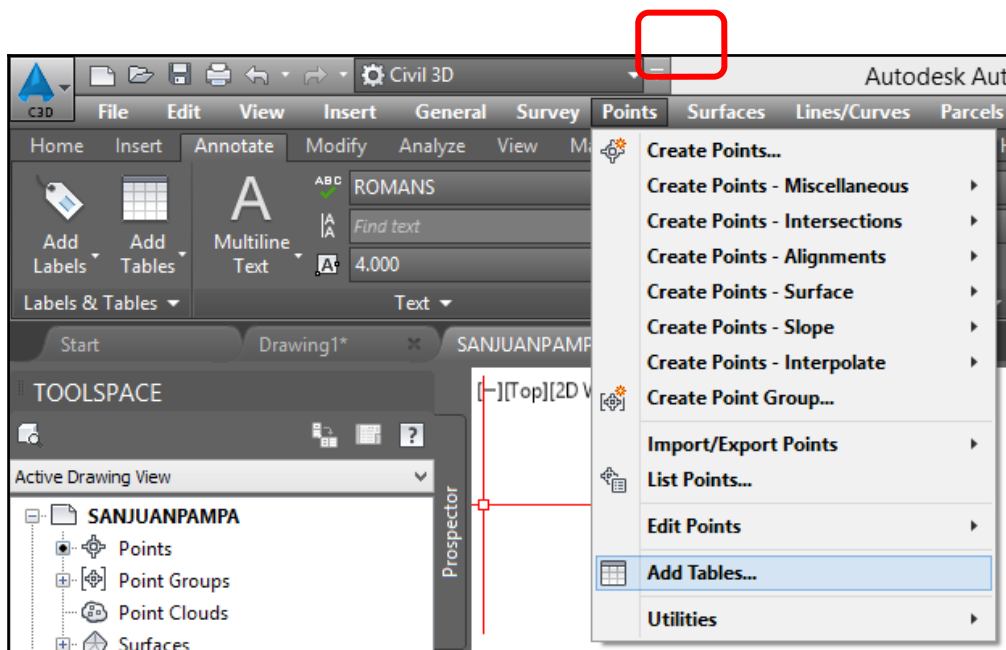 Civil 3D
Autodesk Aut
C3D
File Edit View Insert General Survey Points Surfaces Lines/Curves Parcels
Home Insert Annotate Modify Analyze View M
ABC
ROMANS
Find text
4.000
Add Labels
Add Tables
Multiline Text
Labels & Tables
Text
Create Points...
Create Points - Miscellaneous
Create Points - Intersections
Create Points - Alignments
Create Points - Surface
Create Points - Slope
Create Points - Interpolate
Create Point Group...
Import/Export Points
List Points...
Edit Points
Add Tables...
Utilities
Start Drawing1* SANJUANPAMP
[−][Top][2D W
TOOLSPACE
Active Drawing View
Prospector
SANJUANPAMPA
Points
Point Groups
Point Clouds
Surfaces